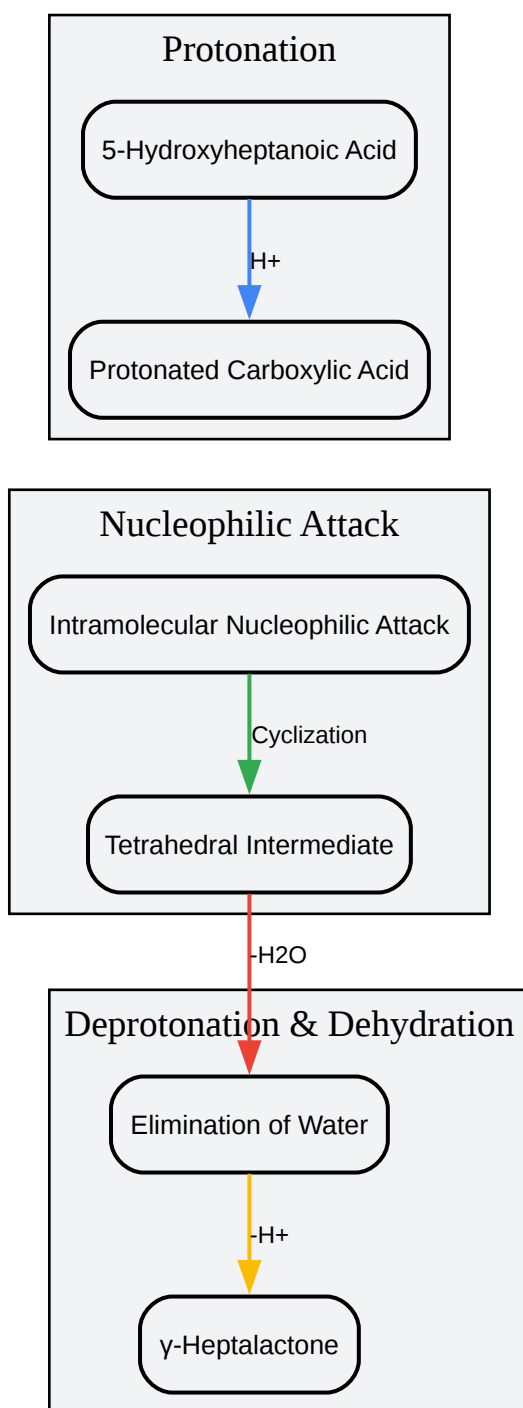 Protonation
5-Hydroxyheptanoic Acid
H+
Protonated Carboxylic Acid
Nucleophilic Attack
Intramolecular Nucleophilic Attack
Cyclization
Tetrahedral Intermediate
-H2O
Deprotonation & Dehydration
Elimination of Water
-H+
γ-Heptalactone